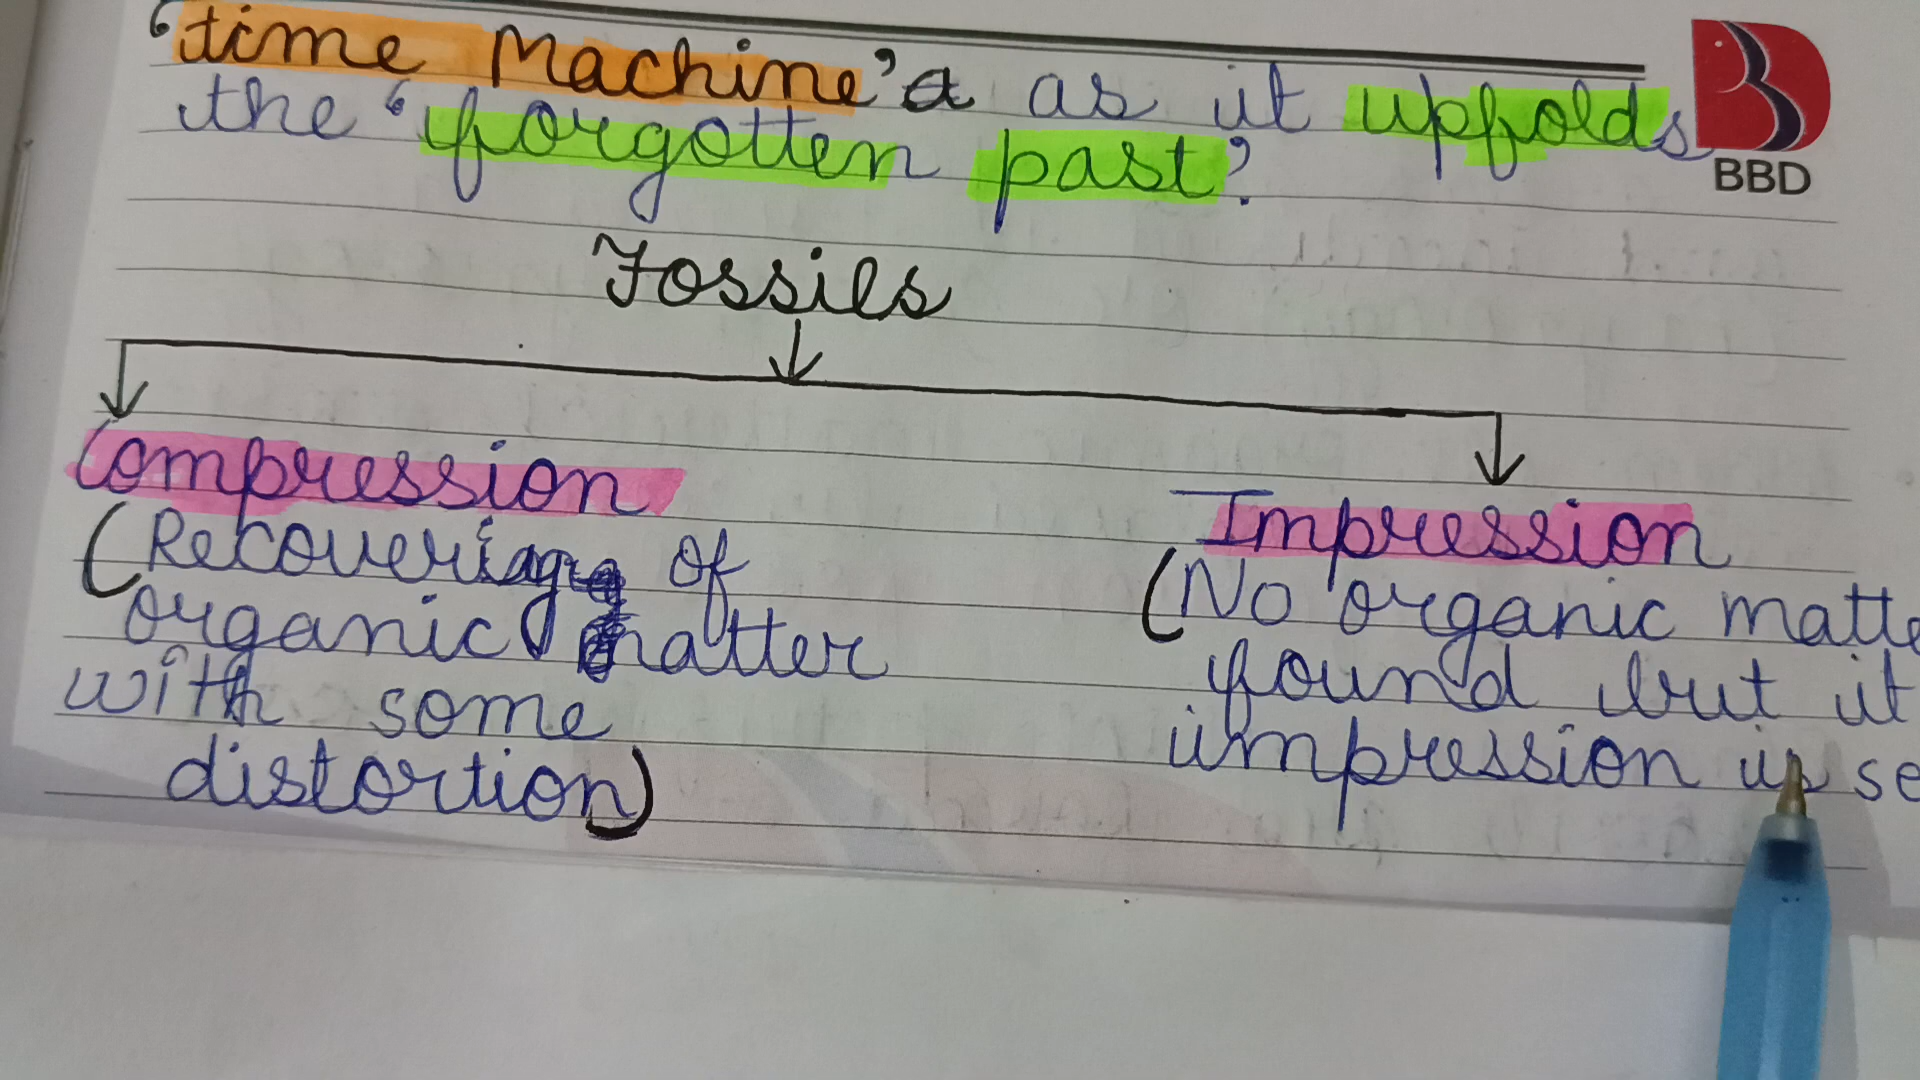 'time Machine' as it upfolds
the 'forgotten past'.
BBD
Fossils
Compression
Impression
(Recovering of
organic matter
with some
distortion)
(No organic matte
found but it
impression is se